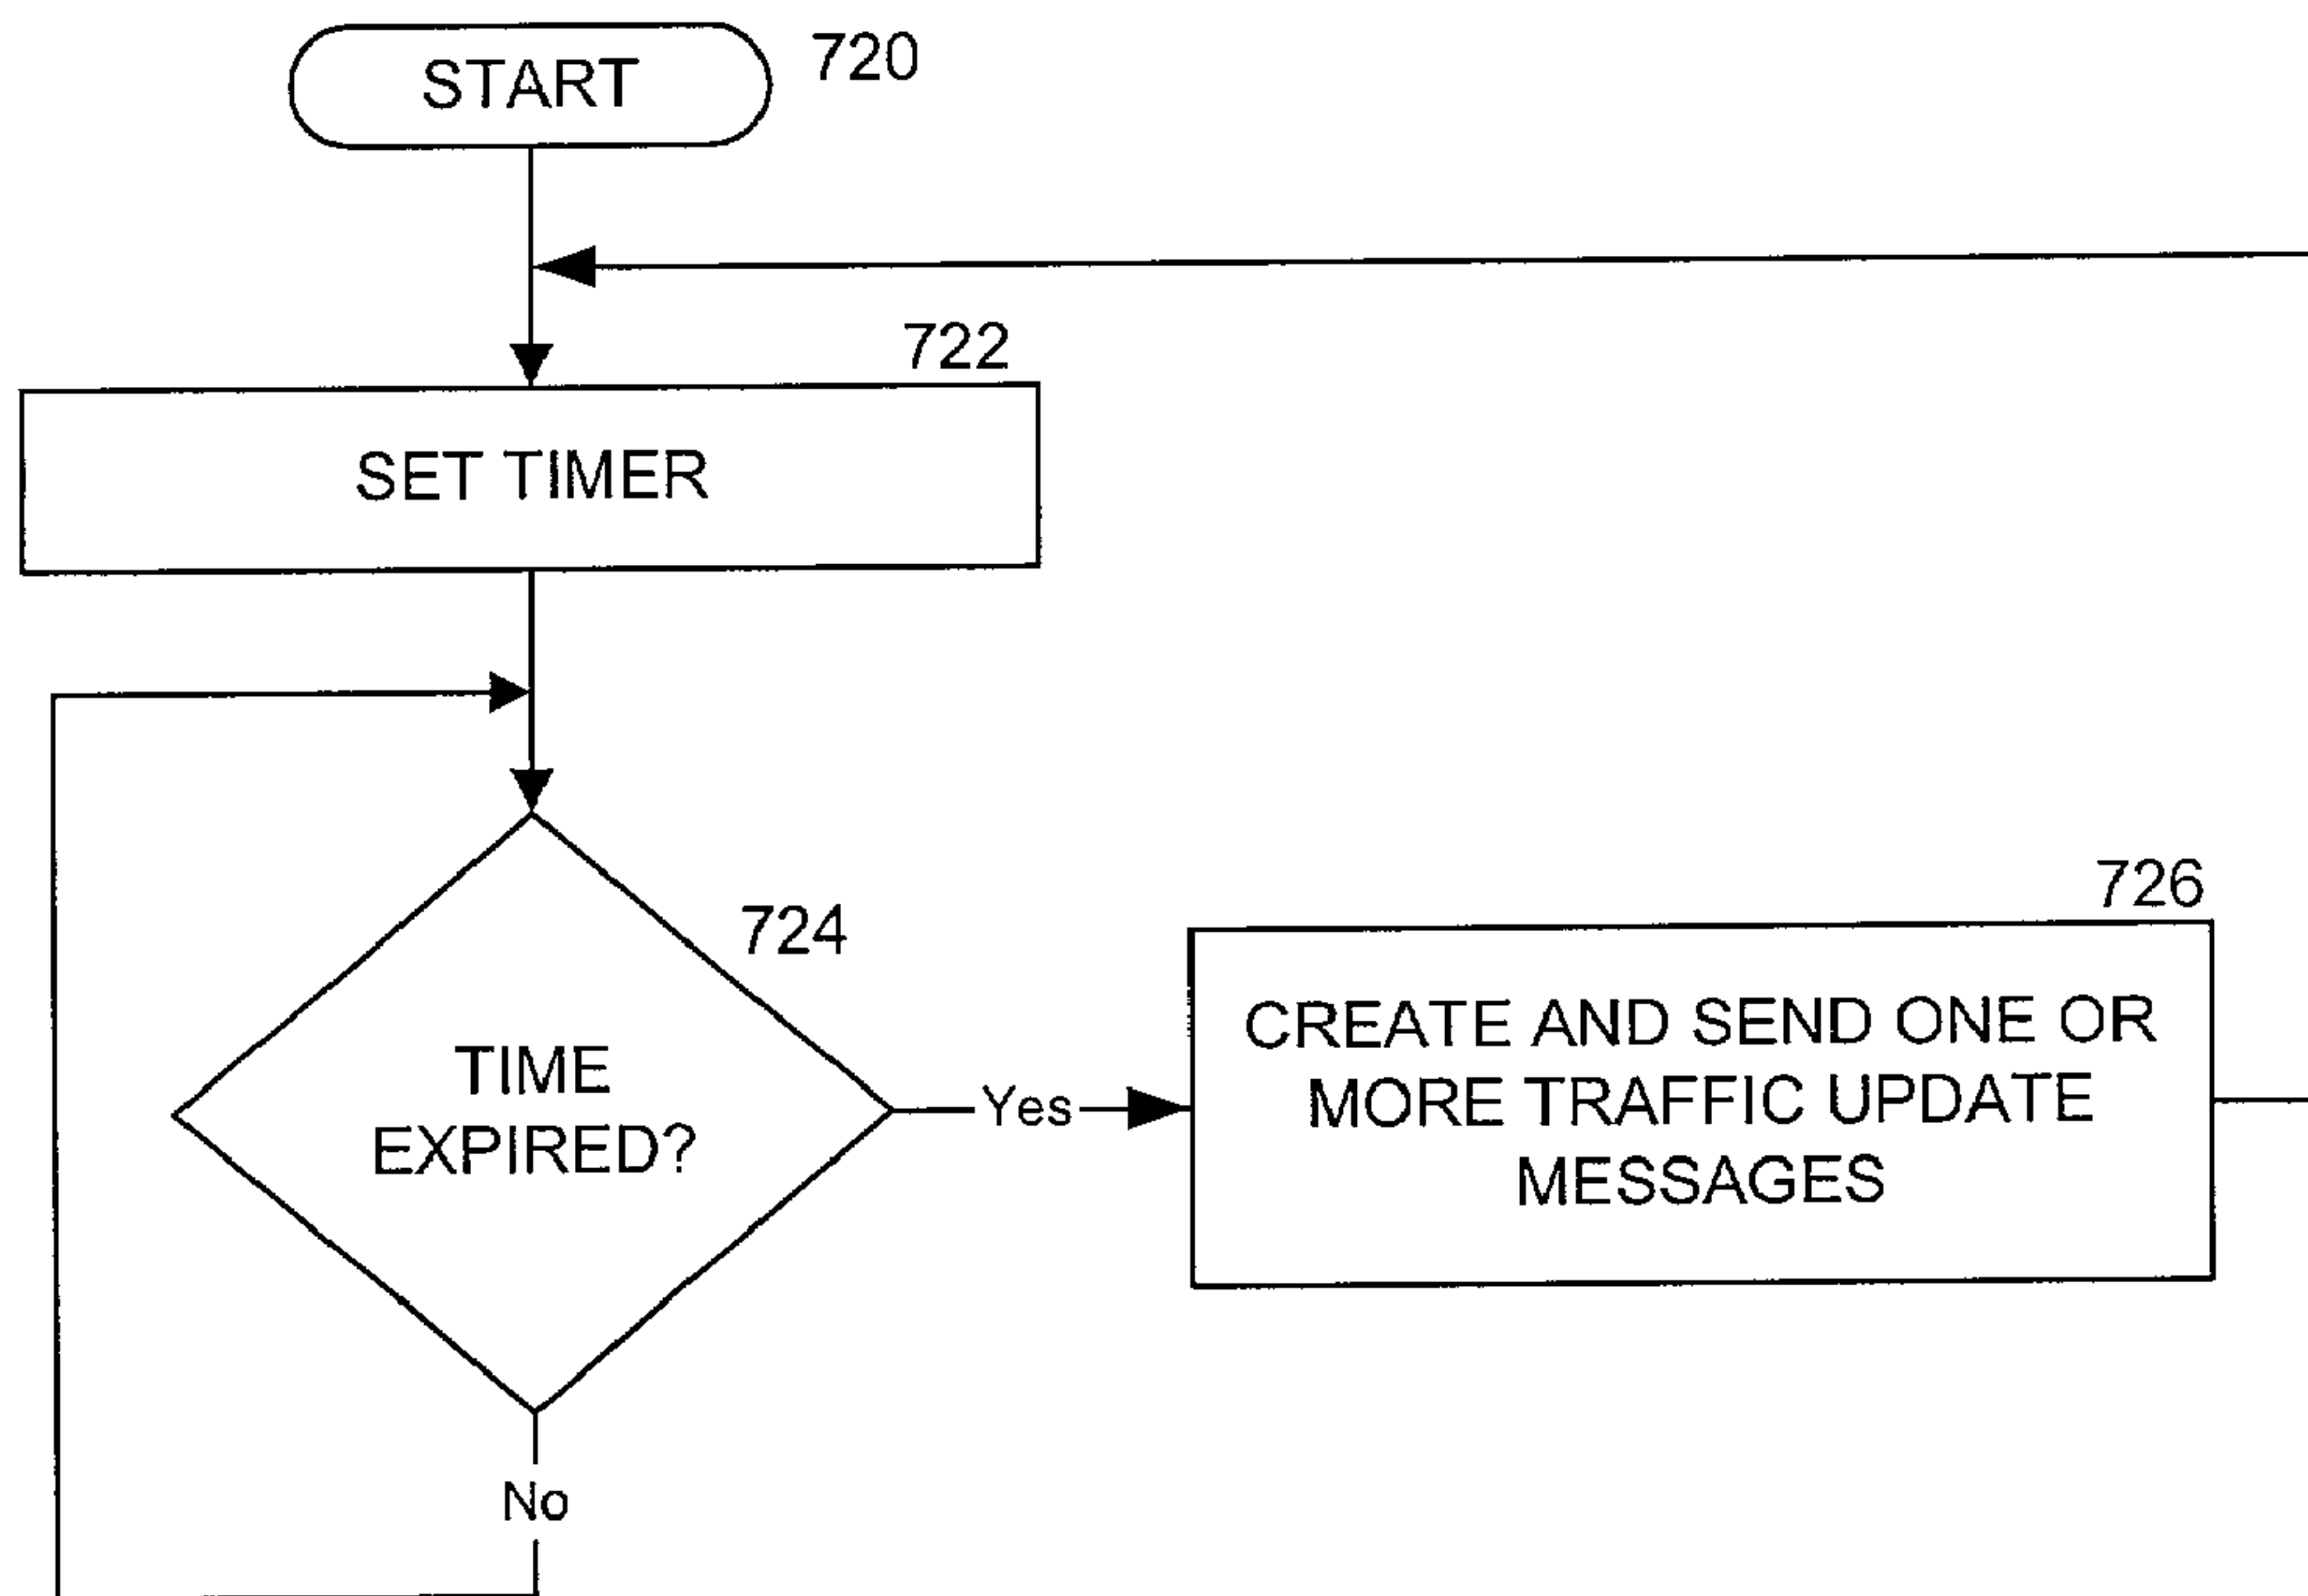 START
720
722
SET TIMER
724
TIME
EXPIRED?
Yes
726
CREATE AND SEND ONE OR
MORE TRAFFIC UPDATE
MESSAGES
No